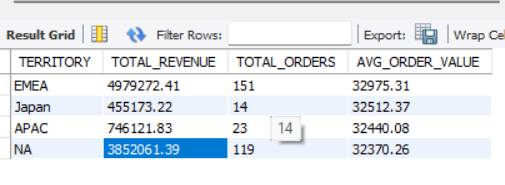 Result Grid Filter Rows: Export: Wrap Cel
TERRITORY TOTAL_REVENUE TOTAL_ORDERS AVG_ORDER_VALUE
EMEA 4979272.41 151 32975.31
Japan 455173.22 14 32512.37
APAC 746121.83 23 14 32440.08
NA 3852061.39 119 32370.26